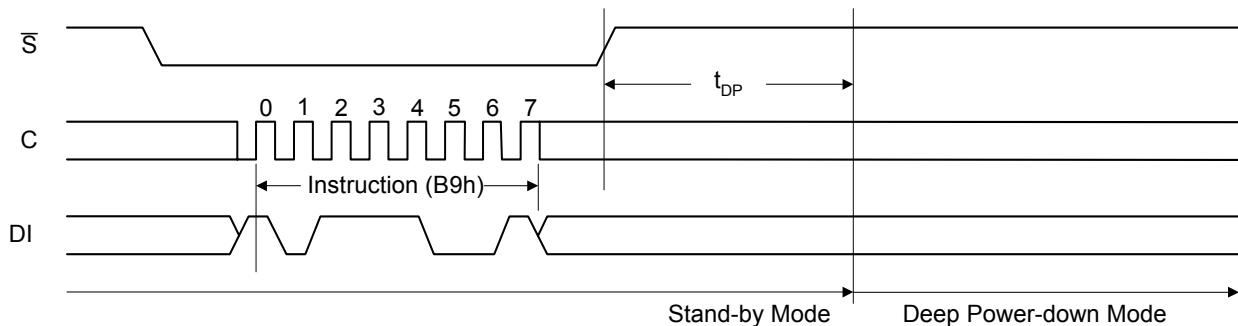 S̅
t_DP
0 1 2 3 4 5 6 7
C
Instruction (B9h)
DI
Stand-by Mode Deep Power-down Mode